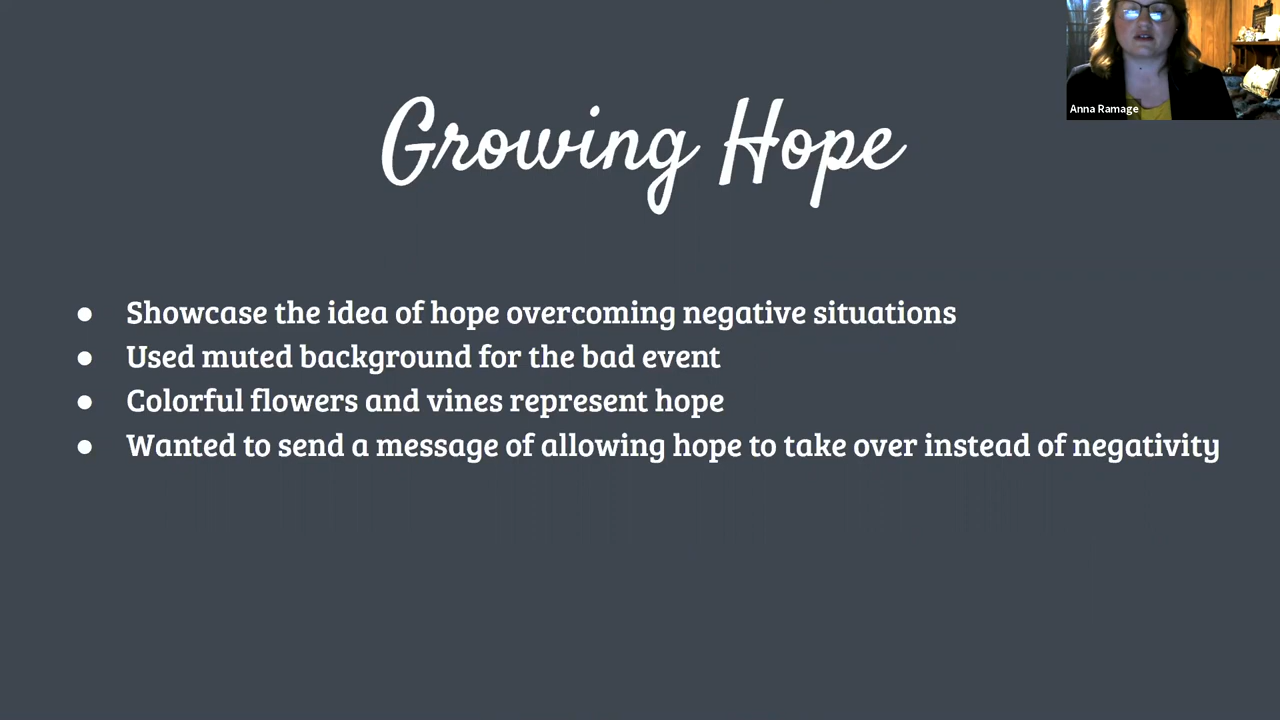 Anna Ramage
Growing Hope
● Showcase the idea of hope overcoming negative situations
● Used muted background for the bad event
● Colorful flowers and vines represent hope
● Wanted to send a message of allowing hope to take over instead of negativity